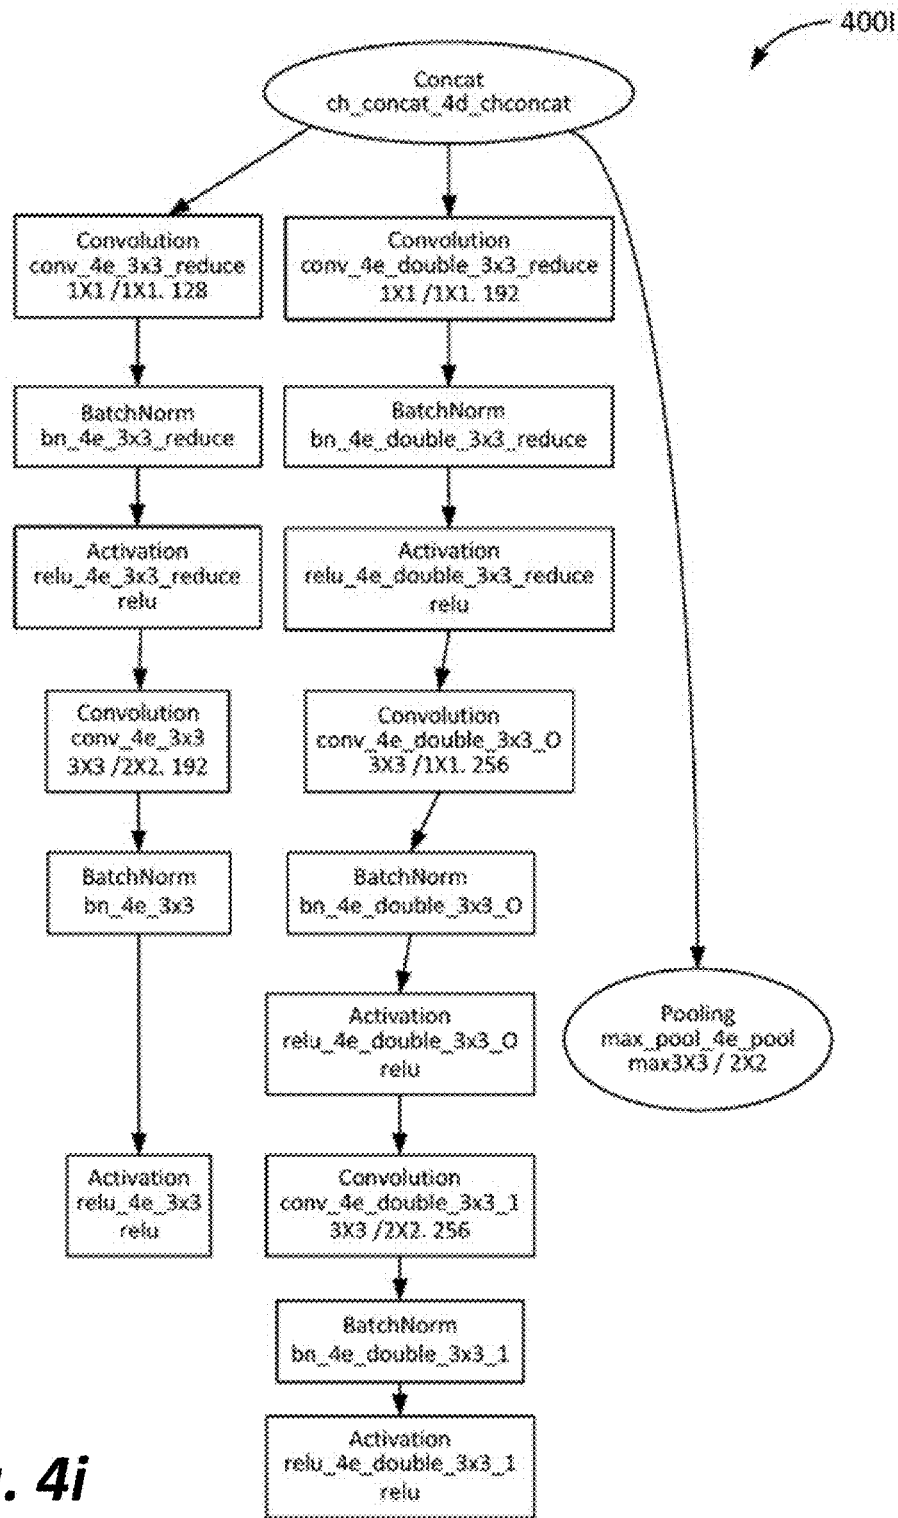 400I
Concat
ch_concat_4d_chconcat
Convolution
conv_4e_3x3_reduce
1X1 /1X1. 128
Convolution
conv_4e_double_3x3_reduce
1X1 /1X1. 192
BatchNorm
bn_4e_3x3_reduce
BatchNorm
bn_4e_double_3x3_reduce
Activation
relu_4e_3x3_reduce
relu
Activation
relu_4e_double_3x3_reduce
relu
Convolution
conv_4e_3x3
3X3 /2X2. 192
Convolution
conv_4e_double_3x3_O
3X3 /1X1. 256
BatchNorm
bn_4e_3x3
BatchNorm
bn_4e_double_3x3_O
Activation
relu_4e_double_3x3_O
relu
Pooling
max_pool_4e_pool
max3X3 / 2X2
Activation
relu_4e_3x3
relu
Convolution
conv_4e_double_3x3_1
3X3 /2X2. 256
BatchNorm
bn_4e_double_3x3_1
Activation
relu_4e_double_3x3_1
relu
. 4i